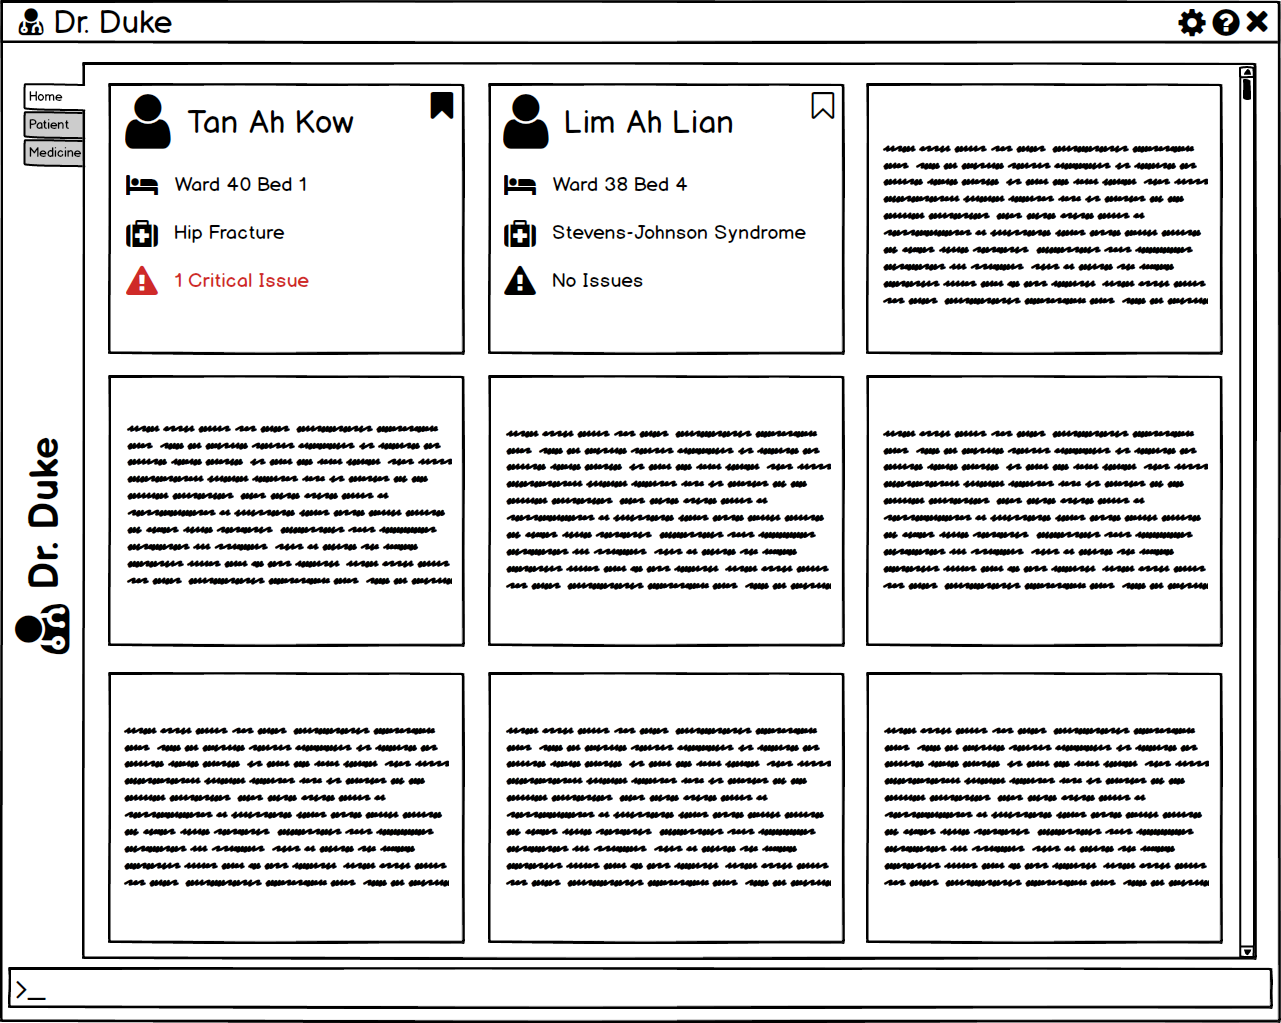 Dr. Duke
Home
Patient
Medicine
Dr. Duke
Tan Ah Kow
Ward 40 Bed 1
Hip Fracture
1 Critical Issue
Lim Ah Lian
Ward 38 Bed 4
Stevens-Johnson Syndrome
No Issues
>_